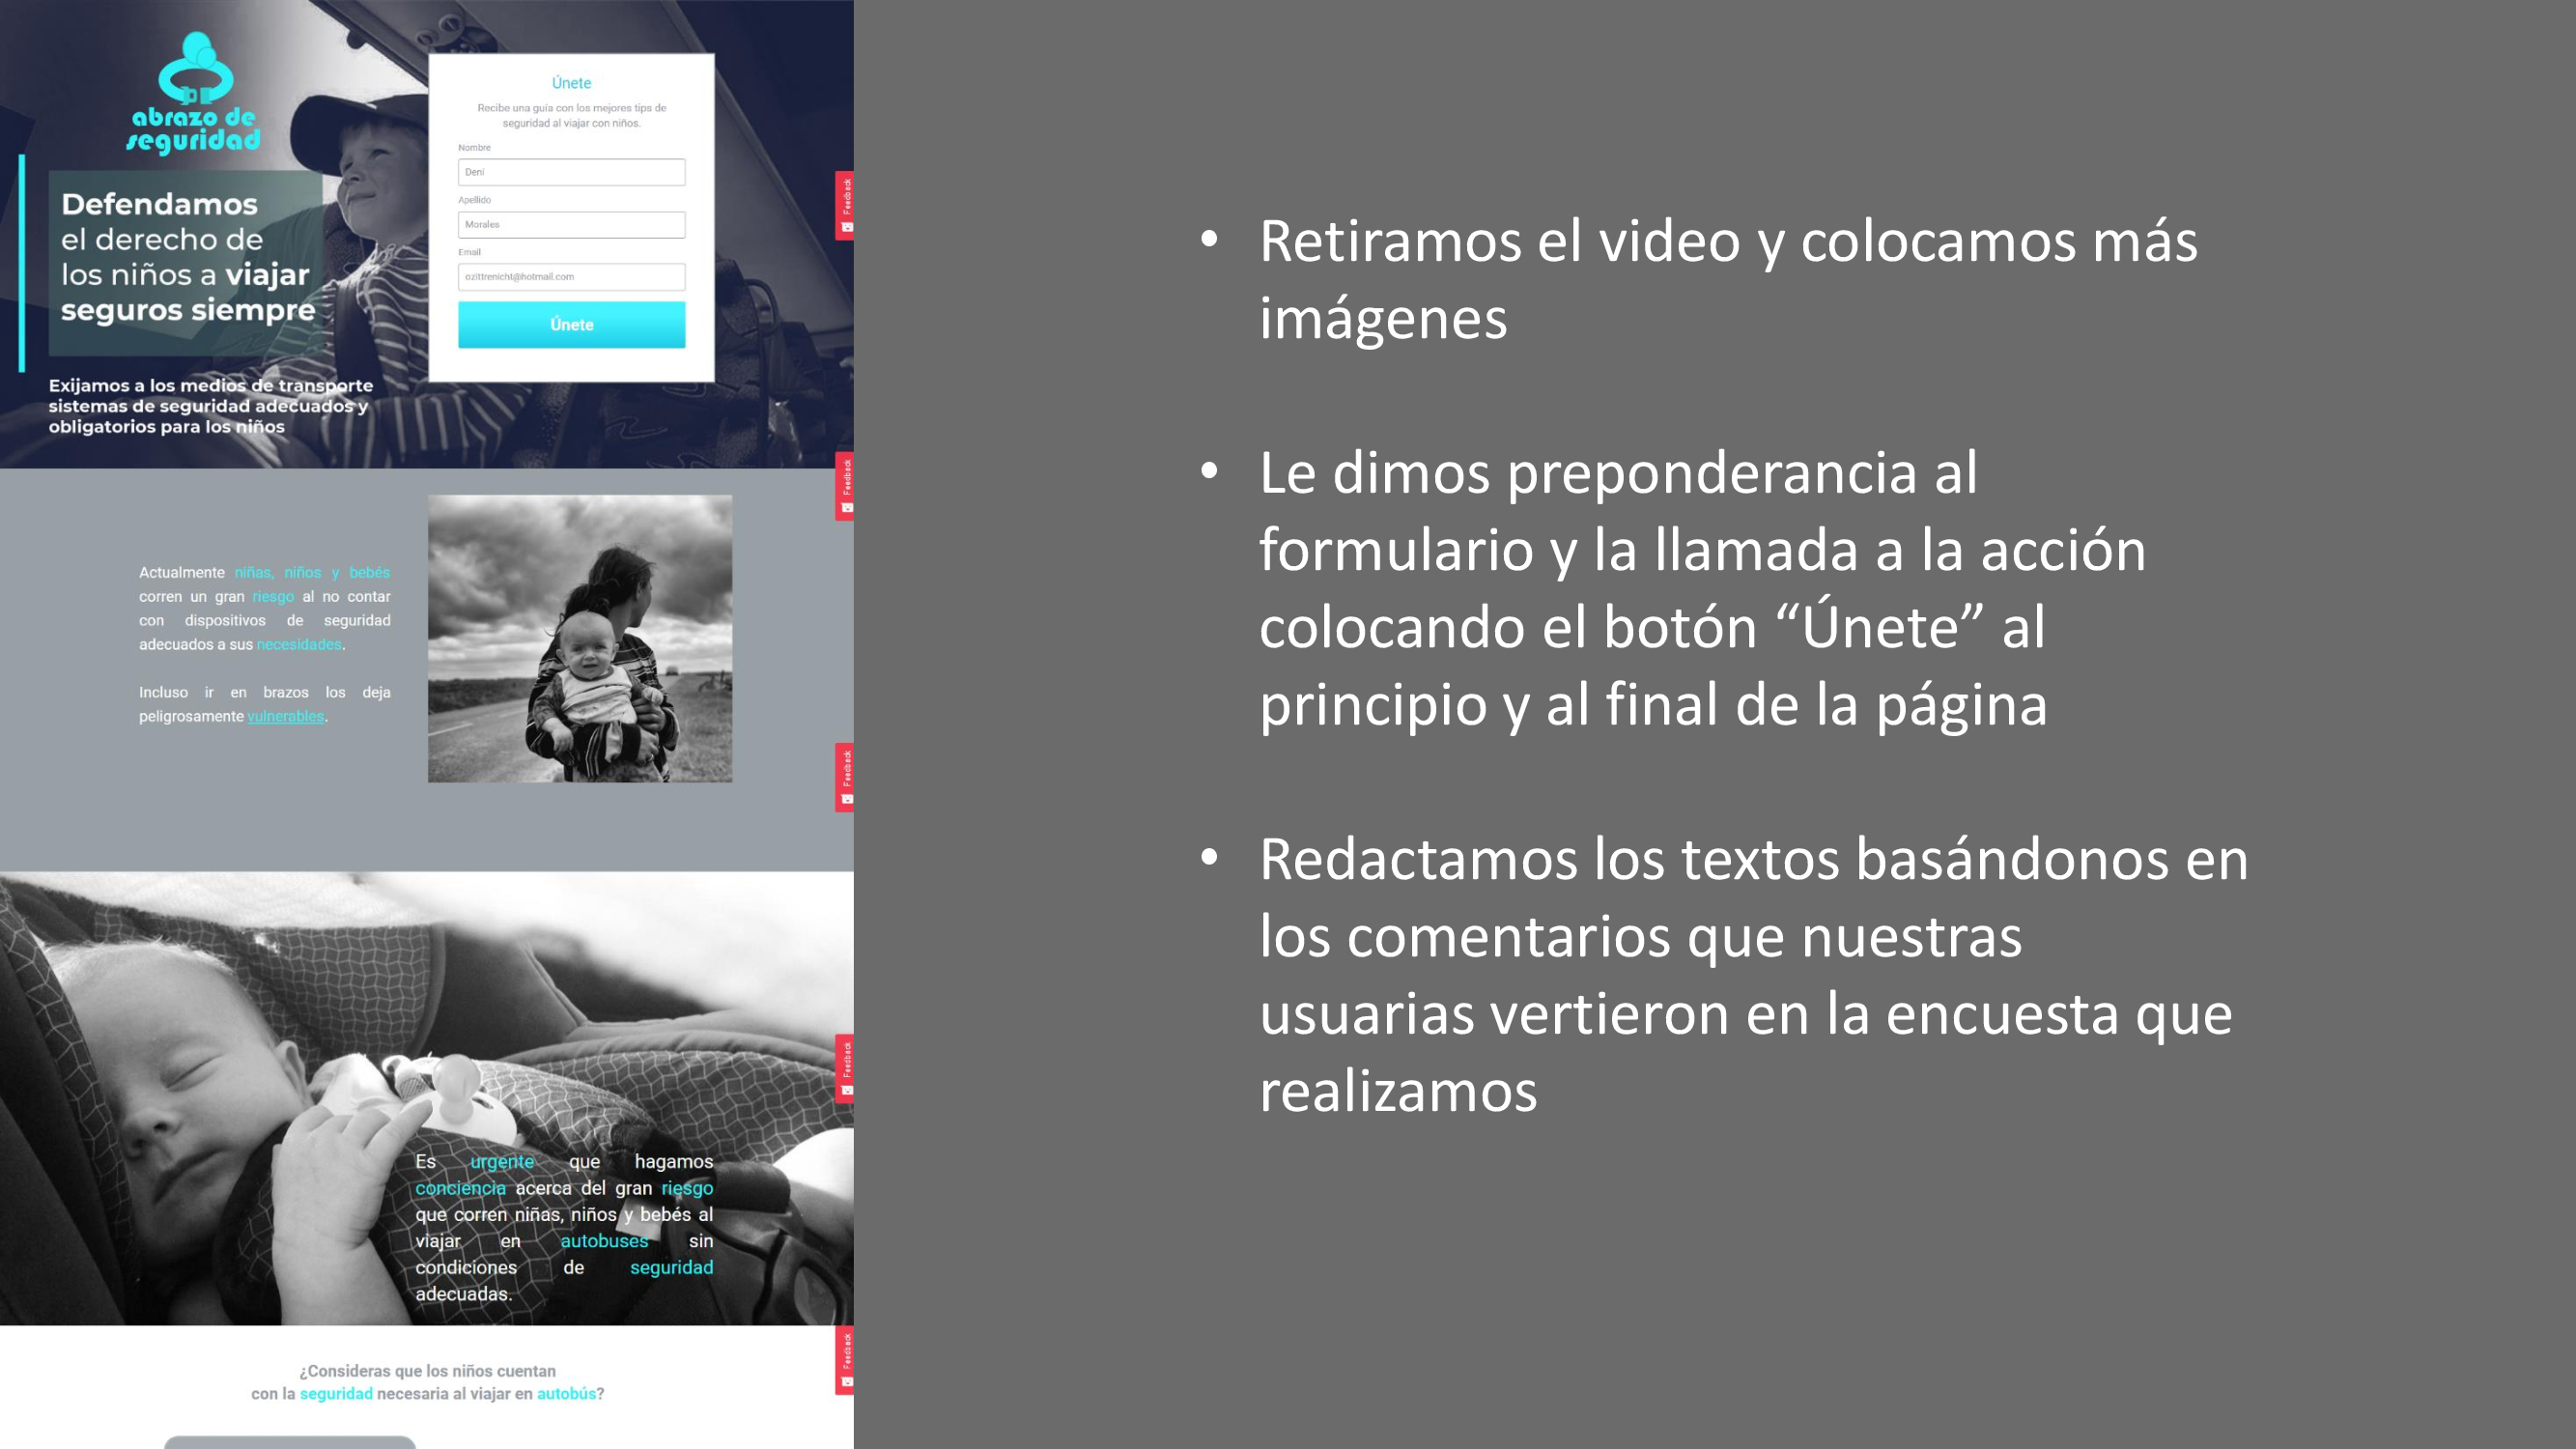 abrazo de
seguridad
Defendamos
el derecho de
los niños a viajar
seguros siempre
Exijamos a los medios de transporte
sistemas de seguridad adecuados y
obligatorios para los niños
Únete
Recibe una guía con los mejores tips de
seguridad al viajar con niños.
Nombre
Deni
Apellido
Morales
Email
ozittrenicht@hotmail.com
Únete
Feedback
Feedback
Actualmente niñas, niños y bebés
corren un gran riesgo al no contar
con dispositivos de seguridad
adecuados a sus necesidades.
Incluso ir en brazos los deja
peligrosamente vulnerables.
Feedback
Feedback
Es urgente que hagamos
conciencia acerca del gran riesgo
que corren niñas, niños y bebés al
viajar en autobuses sin
condiciones de seguridad
adecuadas.
Feedback
¿Consideras que los niños cuentan
con la seguridad necesaria al viajar en autobús?
• Retiramos el video y colocamos más
imágenes
• Le dimos preponderancia al
formulario y la llamada a la acción
colocando el botón “Únete” al
principio y al final de la página
• Redactamos los textos basándonos en
los comentarios que nuestras
usuarias vertieron en la encuesta que
realizamos